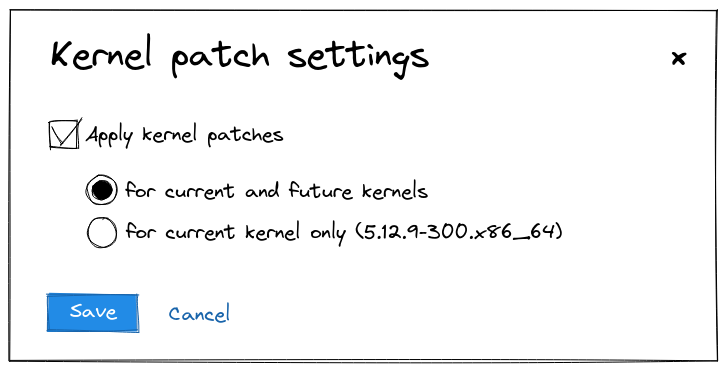 Kernel patch settings
x
Apply kernel patches
for current and future kernels
for current kernel only (5.12.9-300.x86_64)
Save Cancel